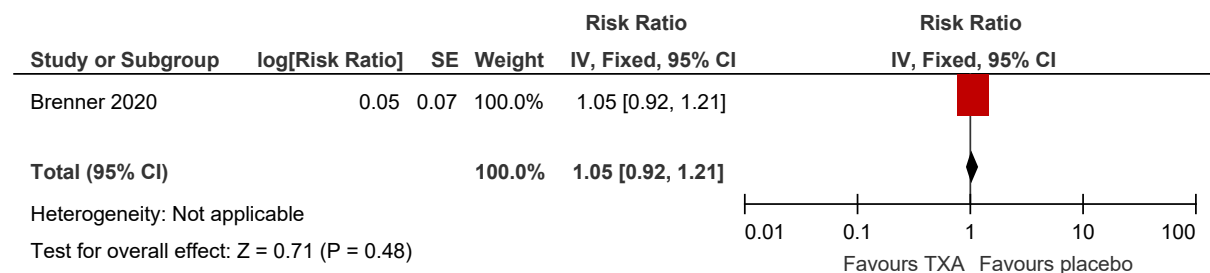 Risk Ratio Risk Ratio
Study or Subgroup log[Risk Ratio] SE Weight IV, Fixed, 95% CI IV, Fixed, 95% CI
Brenner 2020 0.05 0.07 100.0% 1.05 [0.92, 1.21]
Total (95% CI) 100.0% 1.05 [0.92, 1.21]
Heterogeneity: Not applicable
Test for overall effect: Z = 0.71 (P = 0.48)
0.01 0.1 1 10 100
Favours TXA Favours placebo